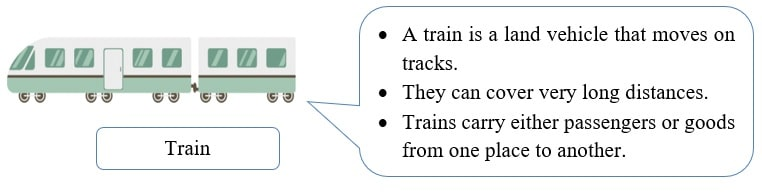 • A train is a land vehicle that moves on
tracks.
• They can cover very long distances.
• Trains carry either passengers or goods
from one place to another.
Train